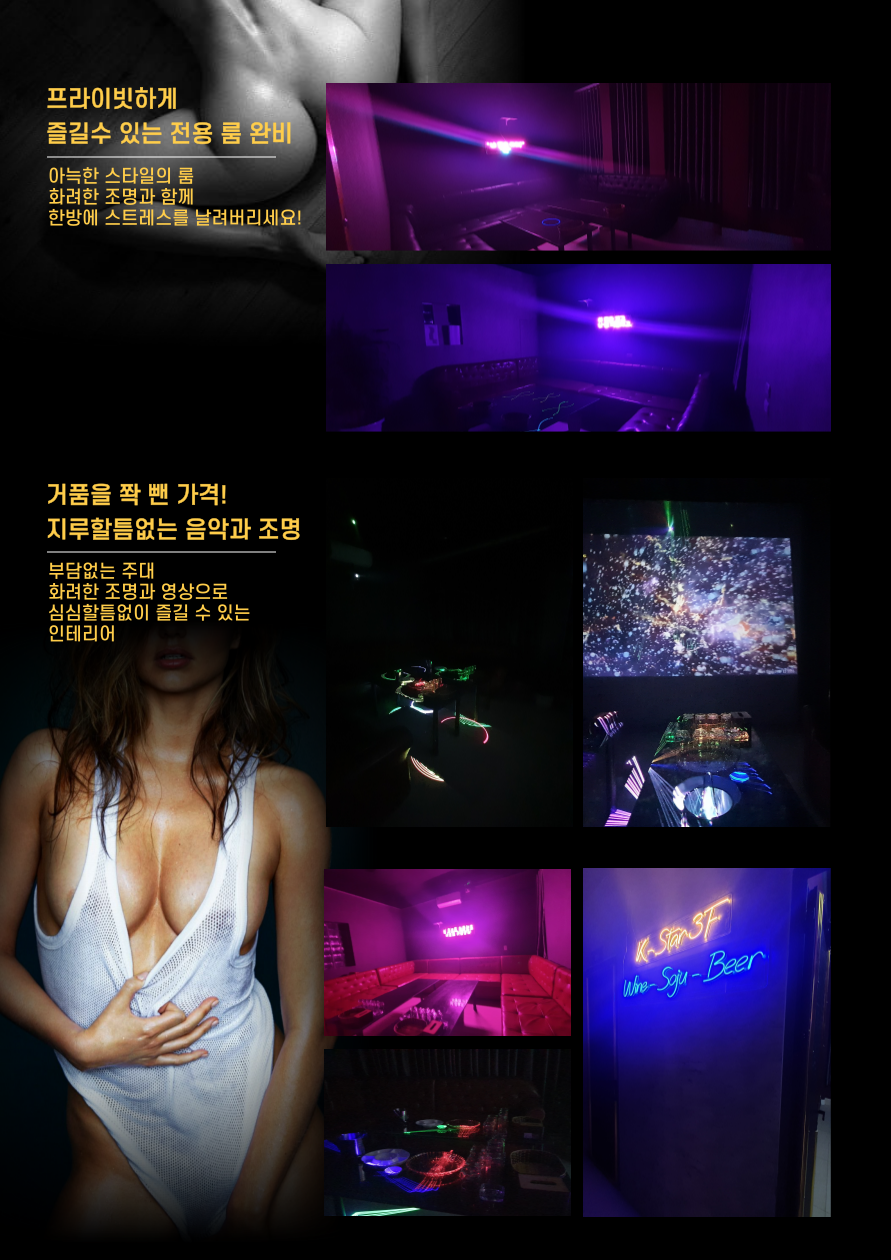 프라이빗하게
즐길수 있는 전용 룸 완비
아늑한 스타일의 룸
화려한 조명과 함께
한방에 스트레스를 날려버리세요!
거품을 쫙 뺀 가격!
지루할틈없는 음악과 조명
부담없는 주대
화려한 조명과 영상으로
심심할틈없이 즐길 수 있는
인테리어
K-Star 3F
Wine - Soju - Beer